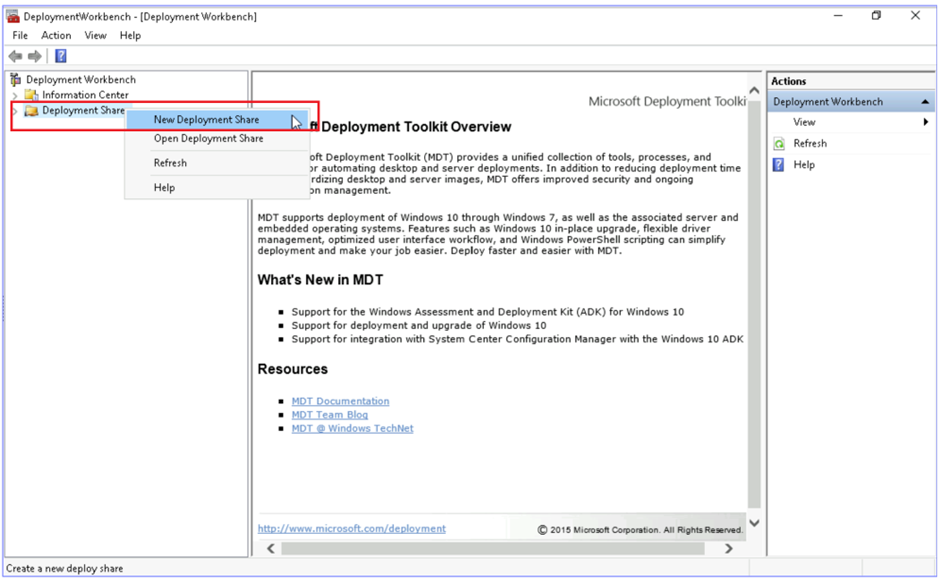 DeploymentWorkbench - [Deployment Workbench]
File Action View Help
Deployment Workbench
Information Center
Deployment Share
New Deployment Share
Open Deployment Share
Refresh
Help
Microsoft Deployment Toolki
ft Deployment Toolkit Overview
oft Deployment Toolkit (MDT) provides a unified collection of tools, processes, and
or automating desktop and server deployments. In addition to reducing deployment time
rdizing desktop and server images, MDT offers improved security and ongoing
on management.
MDT supports deployment of Windows 10 through Windows 7, as well as the associated server and
embedded operating systems. Features such as Windows 10 in-place upgrade, flexible driver
management, optimized user interface workflow, and Windows PowerShell scripting can simplify
deployment and make your job easier. Deploy faster and easier with MDT.
What's New in MDT
Support for the Windows Assessment and Deployment Kit (ADK) for Windows 10
Support for deployment and upgrade of Windows 10
Support for integration with System Center Configuration Manager with the Windows 10 ADK
Resources
MDT Documentation
MDT Team Blog
MDT @ Windows TechNet
http://www.microsoft.com/deployment
© 2015 Microsoft Corporation. All Rights Reserved.
Actions
Deployment Workbench
View
Refresh
Help
Create a new deploy share